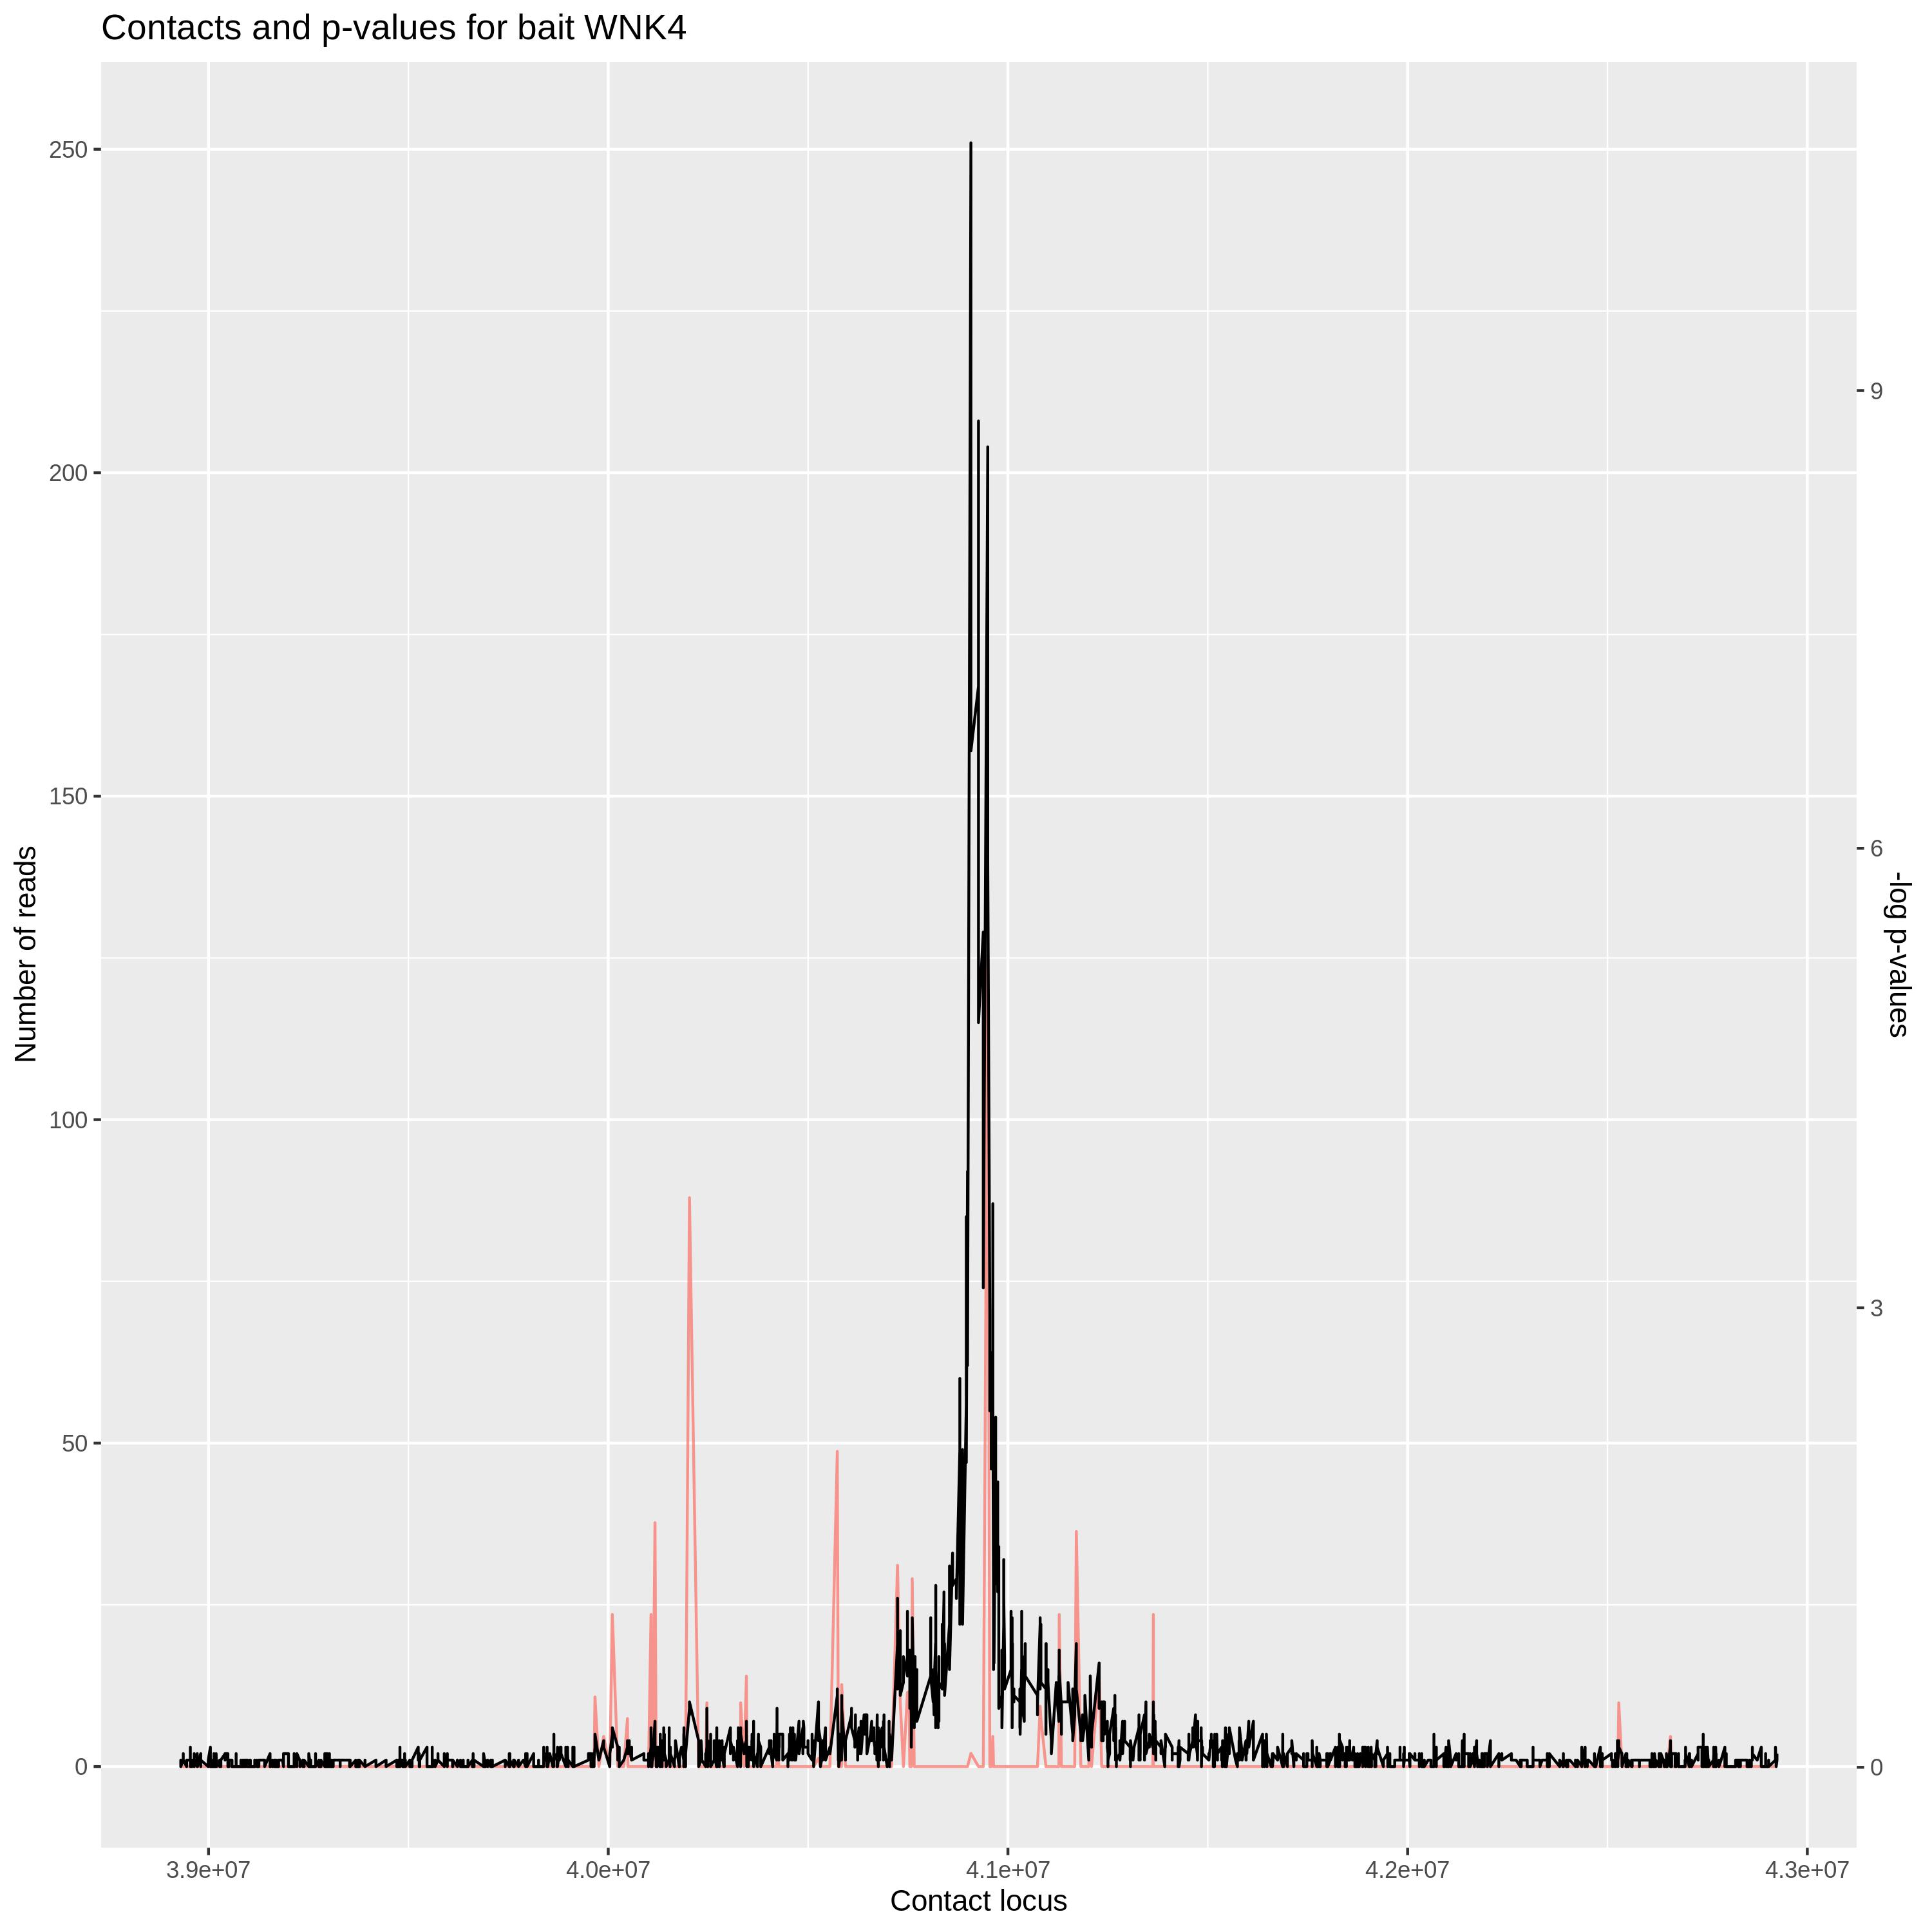 Contacts and p-values for bait WNK4
250
200
150
100
50
0
Number of reads
9
6
3
0
-log p-values
3.9e+07 4.0e+07 4.1e+07 4.2e+07 4.3e+07
Contact locus